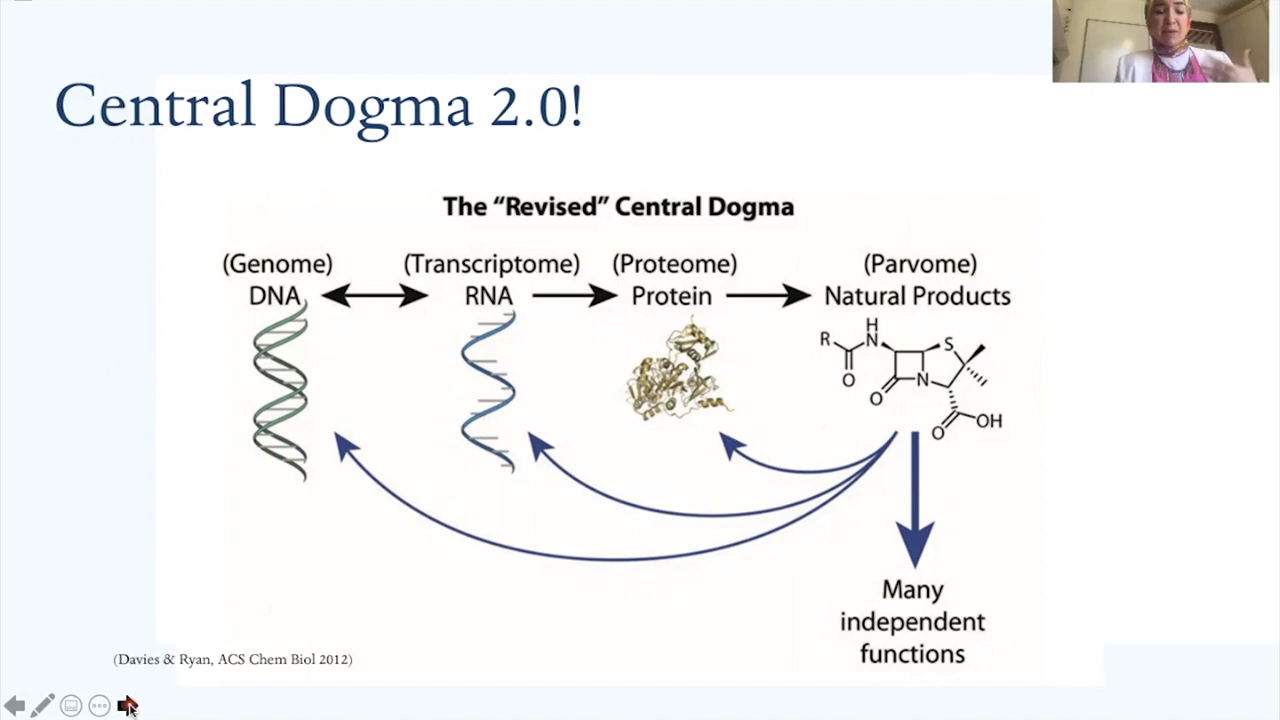 Central Dogma 2.0!
The “Revised” Central Dogma
(Genome) (Transcriptome) (Proteome) (Parvome)
DNA RNA Protein Natural Products
H
R N S
O O N
O OH
Many
independent
functions
(Davies & Ryan, ACS Chem Biol 2012)